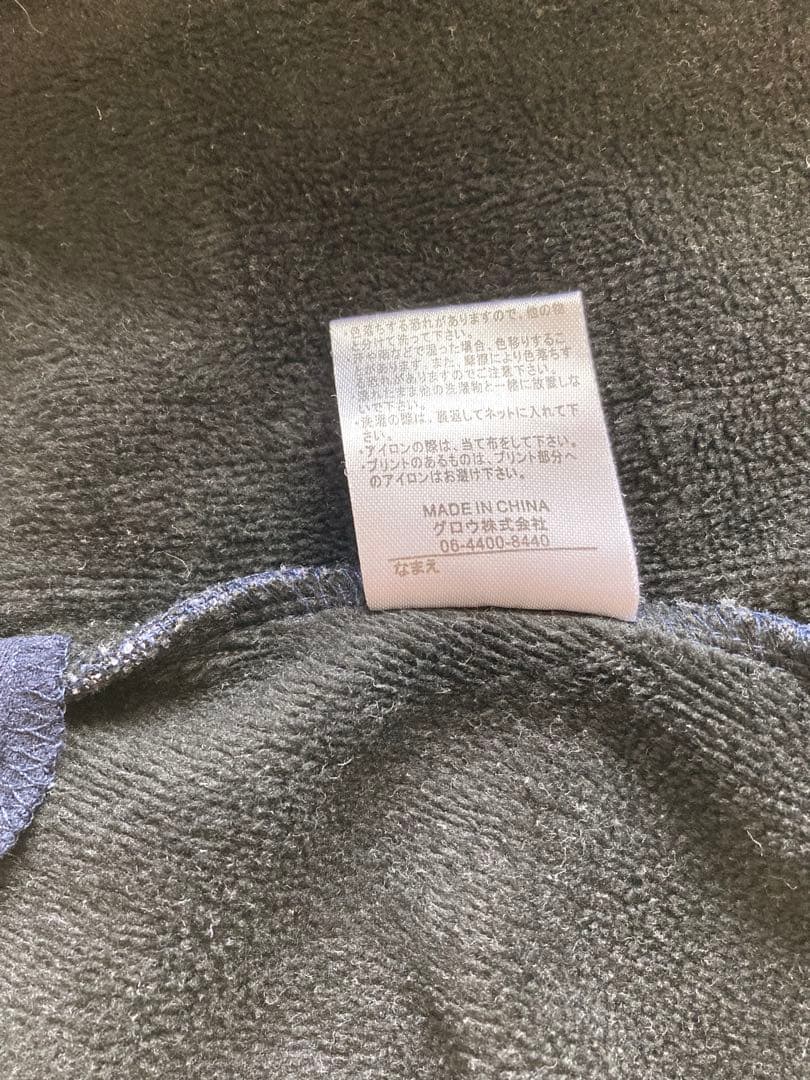 色落ちする恐れがありますので、他の物
と分けて洗って下さい。
汗や雨などで湿った場合、色移りするこ
とがあります。また、摩擦により色落ちす
る恐れがありますのでご注意下さい。
濡れたまま他の洗濯物と一緒に放置しな
いで下さい。
・洗濯の際は、裏返してネットに入れて下
さい。
・アイロンの際は、当て布をして下さい。
・プリントのあるものは、プリント部分へ
のアイロンはお避け下さい。
MADE IN CHINA
グロウ株式会社
06-4400-8440
なまえ